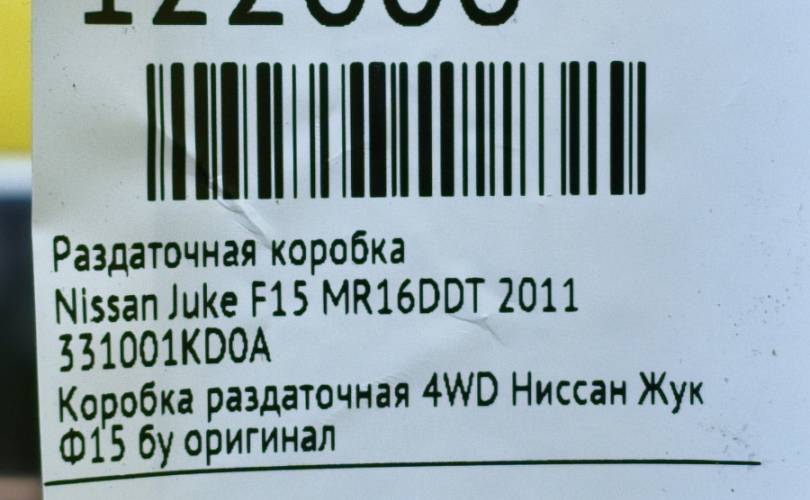 Раздаточная коробка
Nissan Juke F15 MR16DDT 2011
331001KD0A
Коробка раздаточная 4WD Ниссан Жук
Ф15 бу оригинал